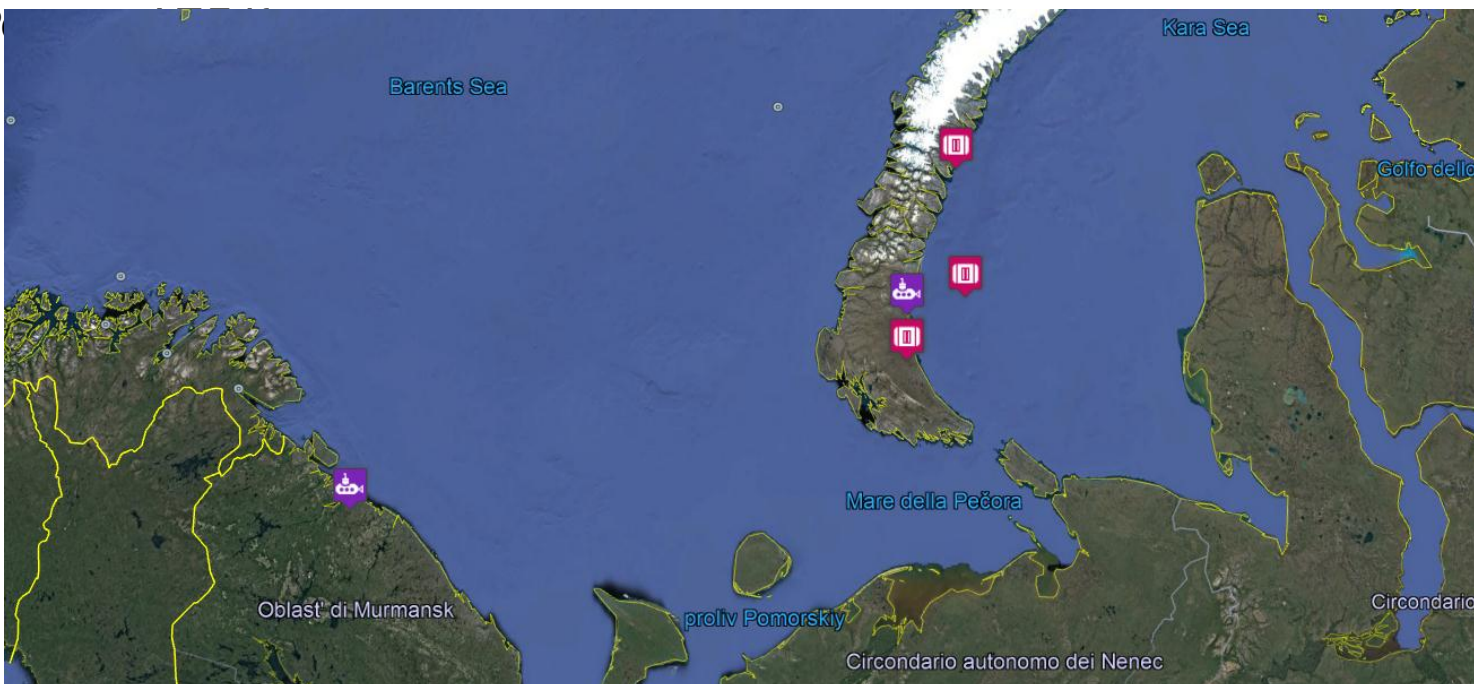 Kara Sea
Barents Sea
Golfo dello
Mare della Pečora
Oblast' di Murmansk
proliv Pomorskiy
Circondario
Circondario autonomo dei Nenec